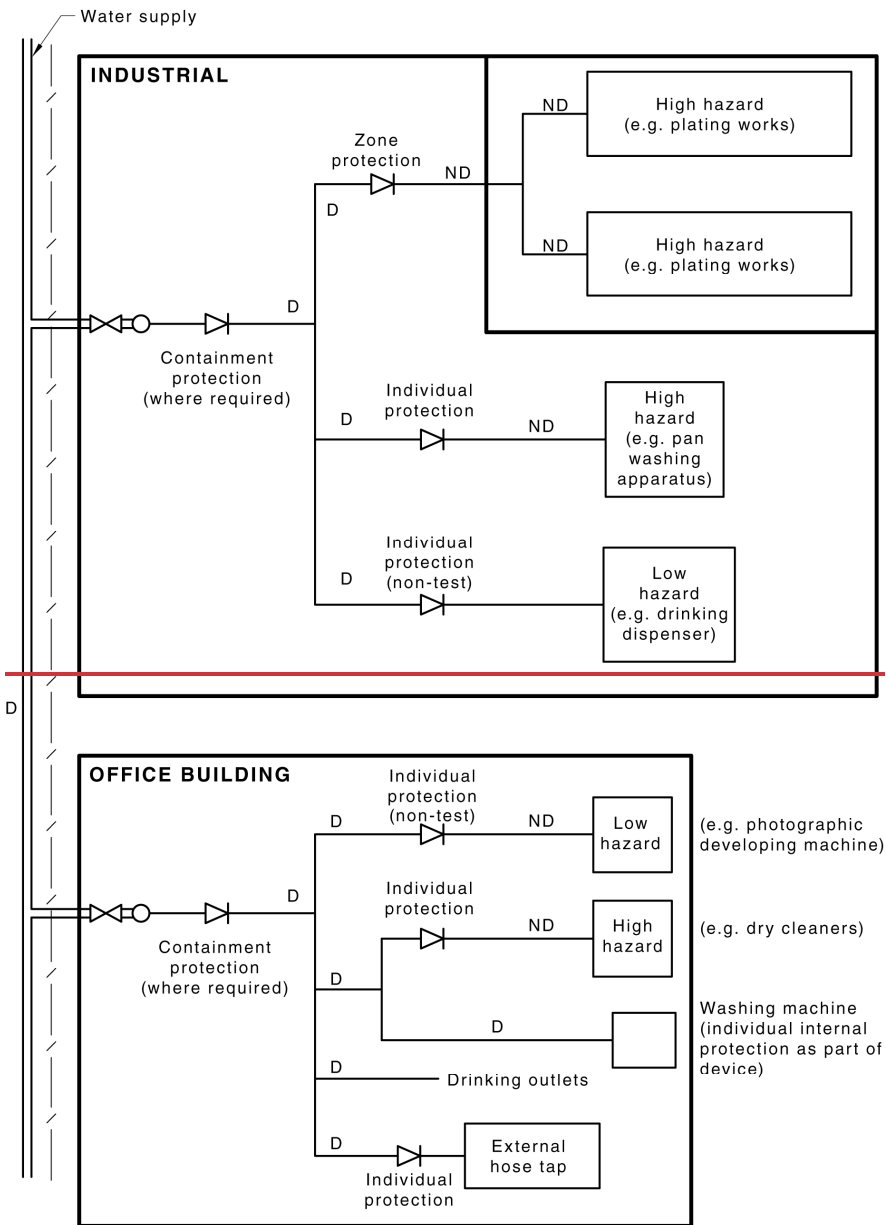 Water supply
INDUSTRIAL
ND
High hazard
(e.g. plating works)
Zone
protection
ND
D
ND
High hazard
(e.g. plating works)
D
Containment
protection
(where required)
Individual
protection
D
ND
High
hazard
(e.g. pan
washing
apparatus)
Individual
protection
(non-test)
D
Low
hazard
(e.g. drinking
dispenser)
D
OFFICE BUILDING
Individual
protection
(non-test)
D
ND
Low
hazard
(e.g. photographic
developing machine)
D
Containment
protection
(where required)
Individual
protection
ND
High
hazard
(e.g. dry cleaners)
D
D
Washing machine
(individual internal
protection as part of
device)
D
Drinking outlets
D
Individual
protection
External
hose tap